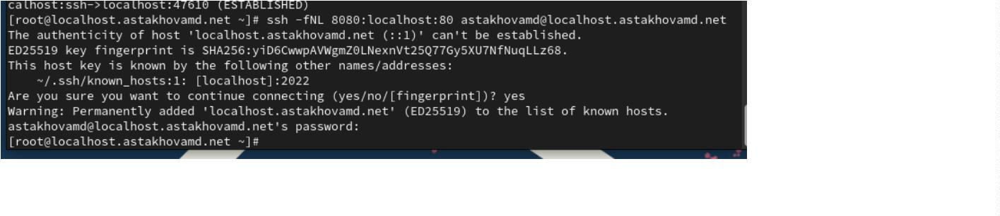 calhost:ssh->localhost:47610 (ESTABLISHED)
[root@localhost.astakhovamd.net ~]# ssh -fNL 8080:localhost:80 astakhovamd@localhost.astakhovamd.net
The authenticity of host 'localhost.astakhovamd.net (::1)' can't be established.
ED25519 key fingerprint is SHA256:yiD6CwwpAVWgmZ0LNexnVt25Q77Gy5XU7NfNuqLLz68.
This host key is known by the following other names/addresses:
    ~/.ssh/known_hosts:1: [localhost]:2022
Are you sure you want to continue connecting (yes/no/[fingerprint])? yes
Warning: Permanently added 'localhost.astakhovamd.net' (ED25519) to the list of known hosts.
astakhovamd@localhost.astakhovamd.net's password:
[root@localhost.astakhovamd.net ~]#